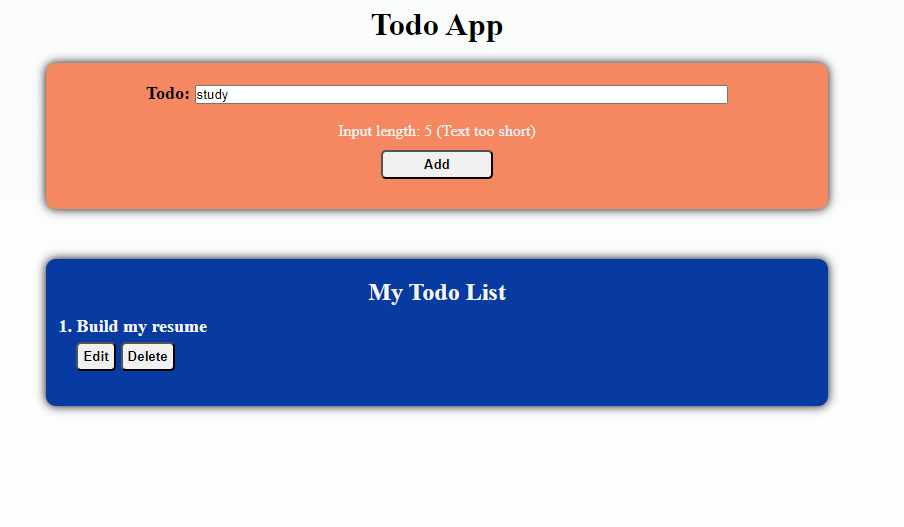 Todo App
Todo: study
Input length: 5 (Text too short)
Add
My Todo List
1. Build my resume
Edit Delete